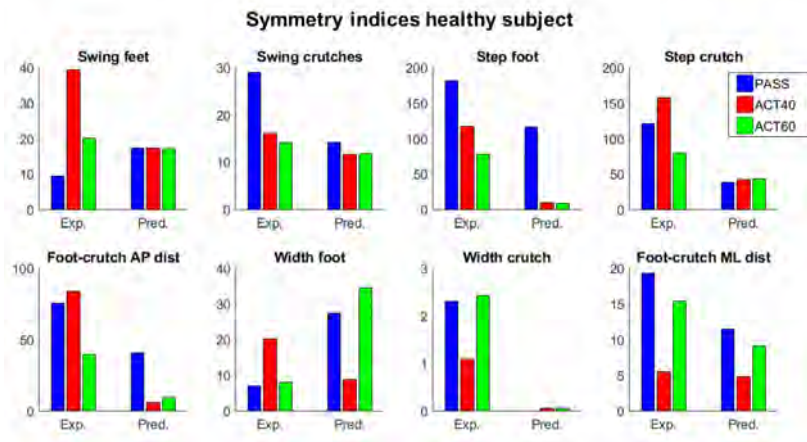 Symmetry indices healthy subject
Swing feet
40
30
20
10
0
Exp. Pred.
Swing crutches
30
20
10
0
Exp. Pred.
Step foot
200
150
100
50
0
Exp. Pred.
Step crutch
200
150
100
50
0
Exp. Pred.
PASS
ACT40
ACT60
Foot-crutch AP dist
100
50
0
Exp. Pred.
Width foot
40
30
20
10
0
Exp. Pred.
Width crutch
3
2
1
0
Exp. Pred.
Foot-crutch ML dist
20
15
10
5
0
Exp. Pred.